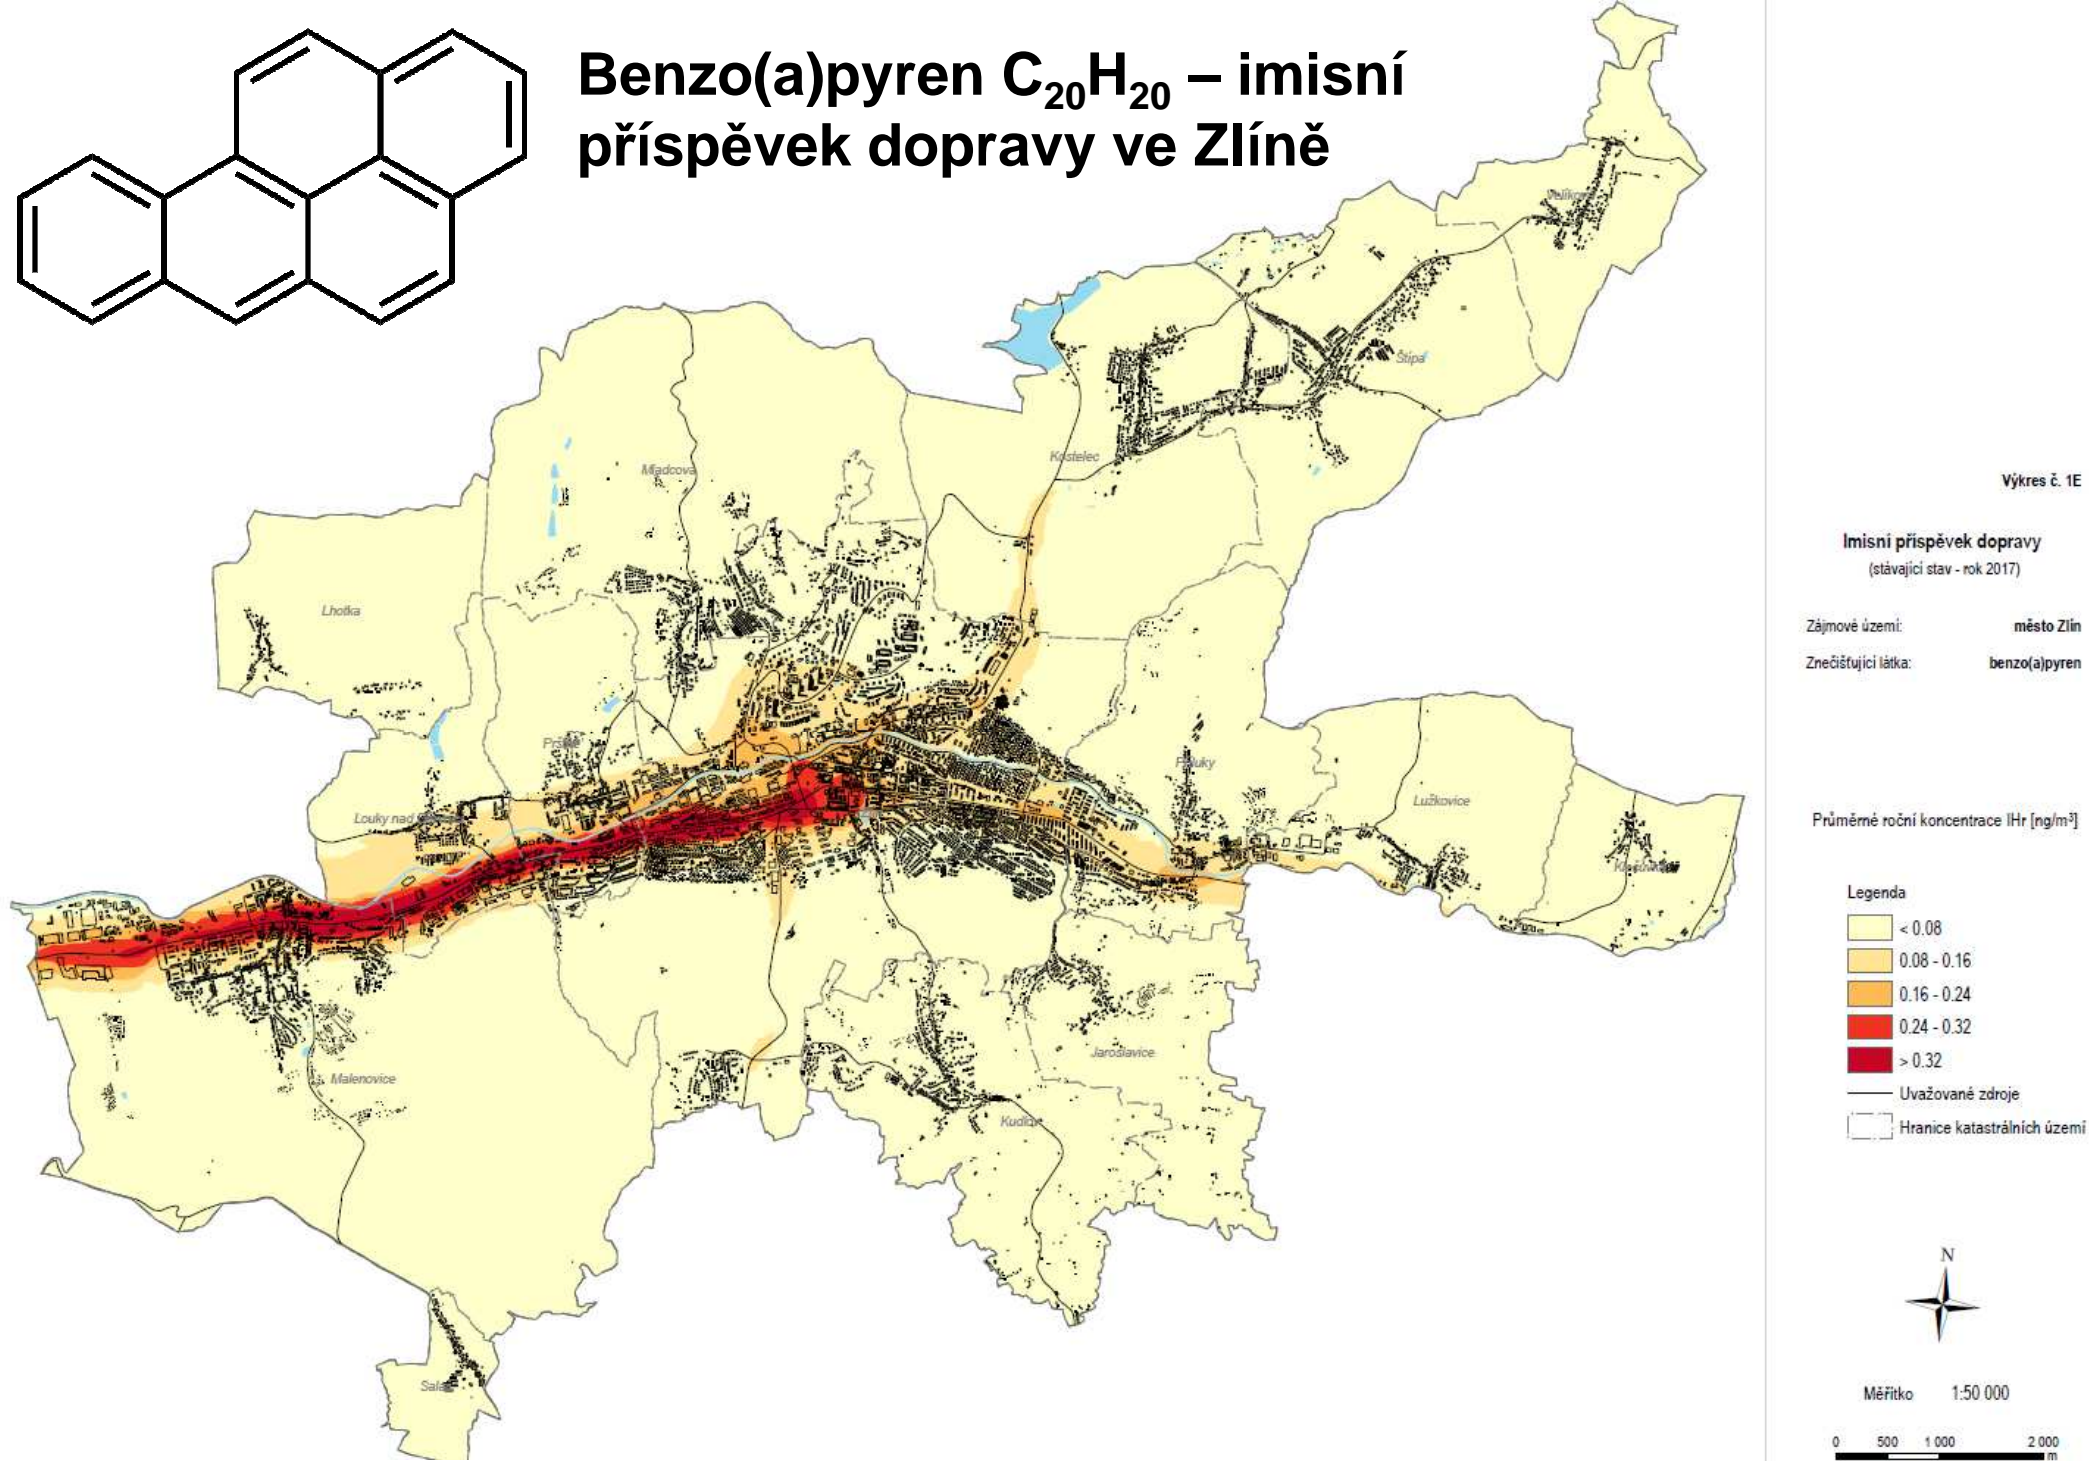 Benzo(a)pyren C₂₀H₂₀ – imisní
příspěvek dopravy ve Zlíně
Štípa
Kostelec
Mladcová
Lhotka
Louky nad
Lužkovice
Jaroslavice
Malenovice
Výkres č. 1E
Imisní příspěvek dopravy
(stávající stav - rok 2017)
Zájmové území: město Zlín
Znečišťující látka: benzo(a)pyren
Průměrné roční koncentrace IHr [ng/m³]
Legenda
< 0.08
0.08 - 0.16
0.16 - 0.24
0.24 - 0.32
> 0.32
Uvažované zdroje
Hranice katastrálních území
N
Měřítko 1:50 000
0 500 1 000 2 000
m